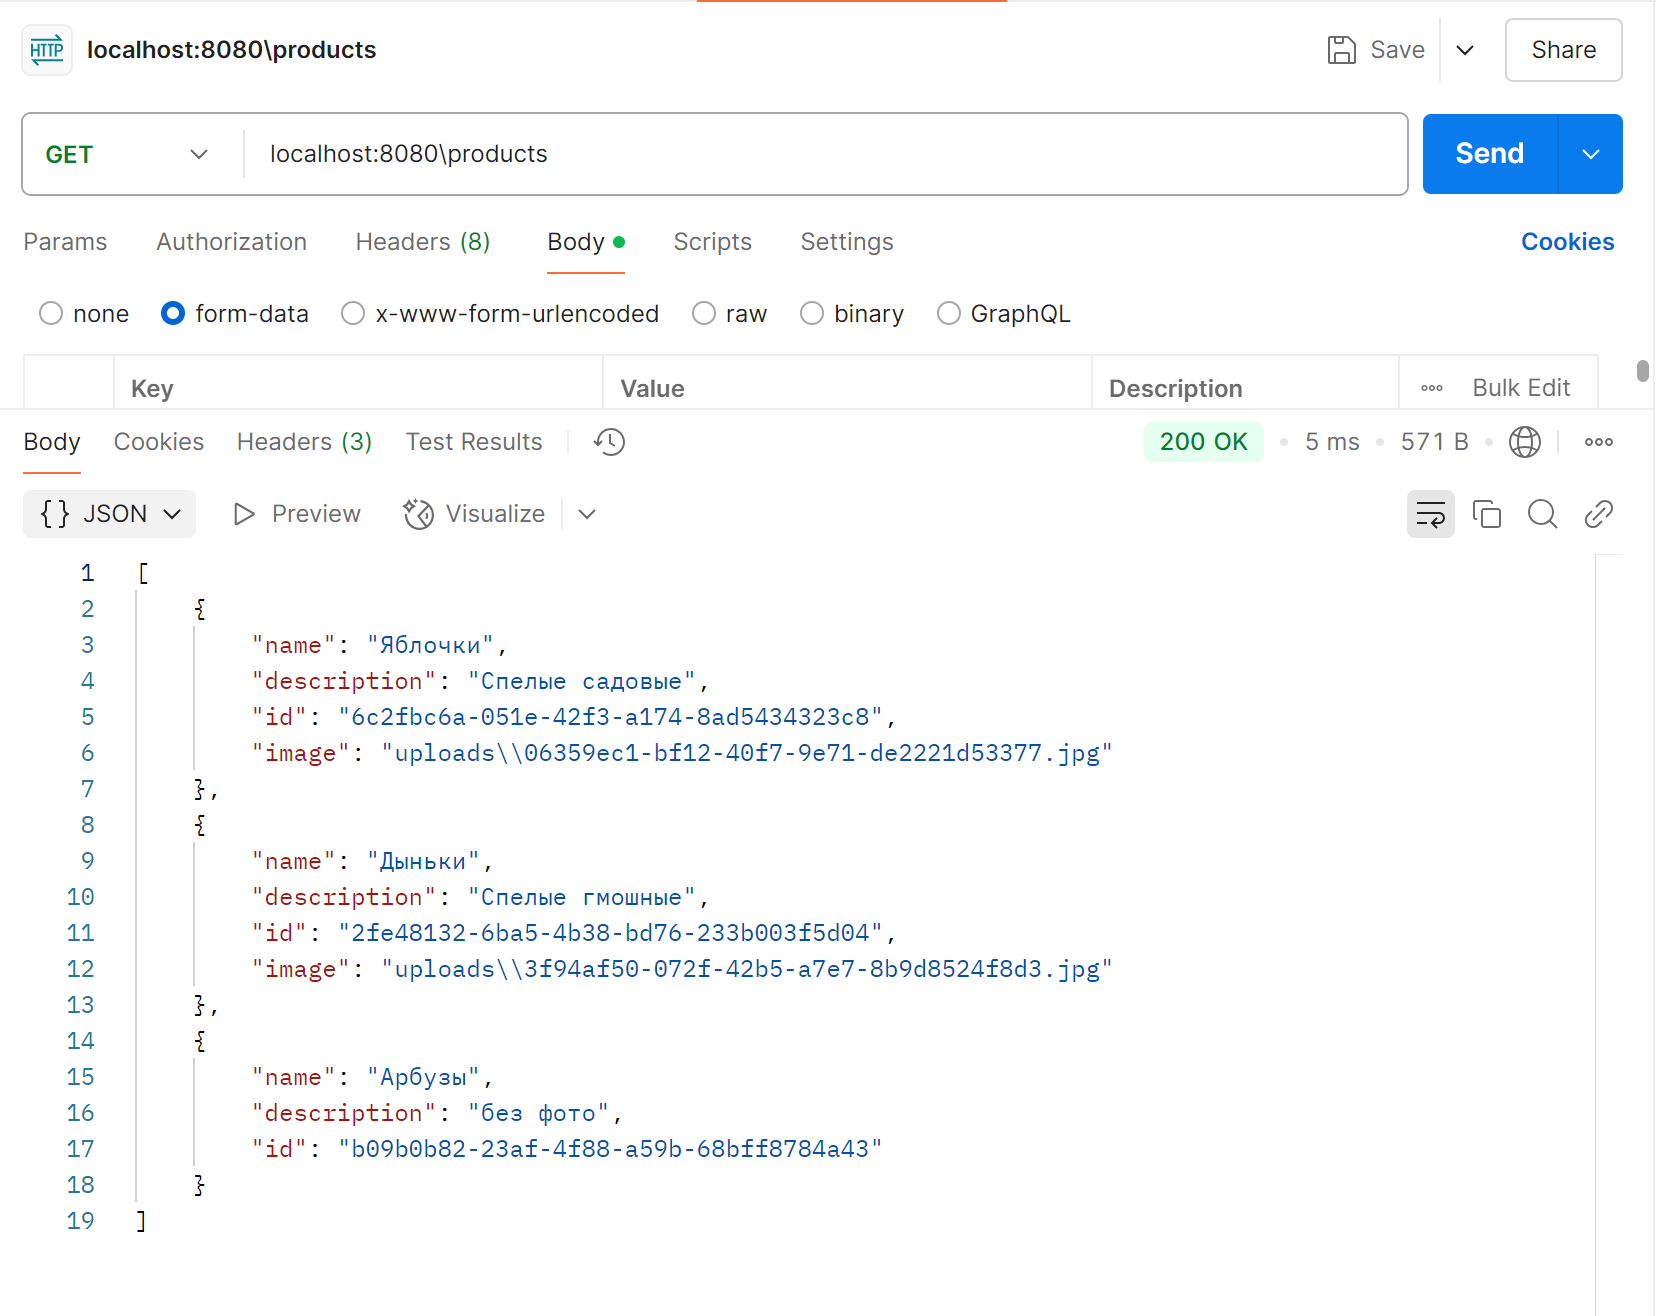 HTTP localhost:8080\products Save Share
GET localhost:8080\products Send
Params Authorization Headers (8) Body Scripts Settings Cookies
none form-data x-www-form-urlencoded raw binary GraphQL
Key Value Description Bulk Edit
Body Cookies Headers (3) Test Results 200 OK 5 ms 571 B
{} JSON Preview Visualize
1 [
2 {
3 "name": "Яблочки",
4 "description": "Спелые садовые",
5 "id": "6c2fbc6a-051e-42f3-a174-8ad5434323c8",
6 "image": "uploads\\06359ec1-bf12-40f7-9e71-de2221d53377.jpg"
7 },
8 {
9 "name": "Дыньки",
10 "description": "Спелые гмошные",
11 "id": "2fe48132-6ba5-4b38-bd76-233b003f5d04",
12 "image": "uploads\\3f94af50-072f-42b5-a7e7-8b9d8524f8d3.jpg"
13 },
14 {
15 "name": "Арбузы",
16 "description": "без фото",
17 "id": "b09b0b82-23af-4f88-a59b-68bff8784a43"
18 }
19 ]